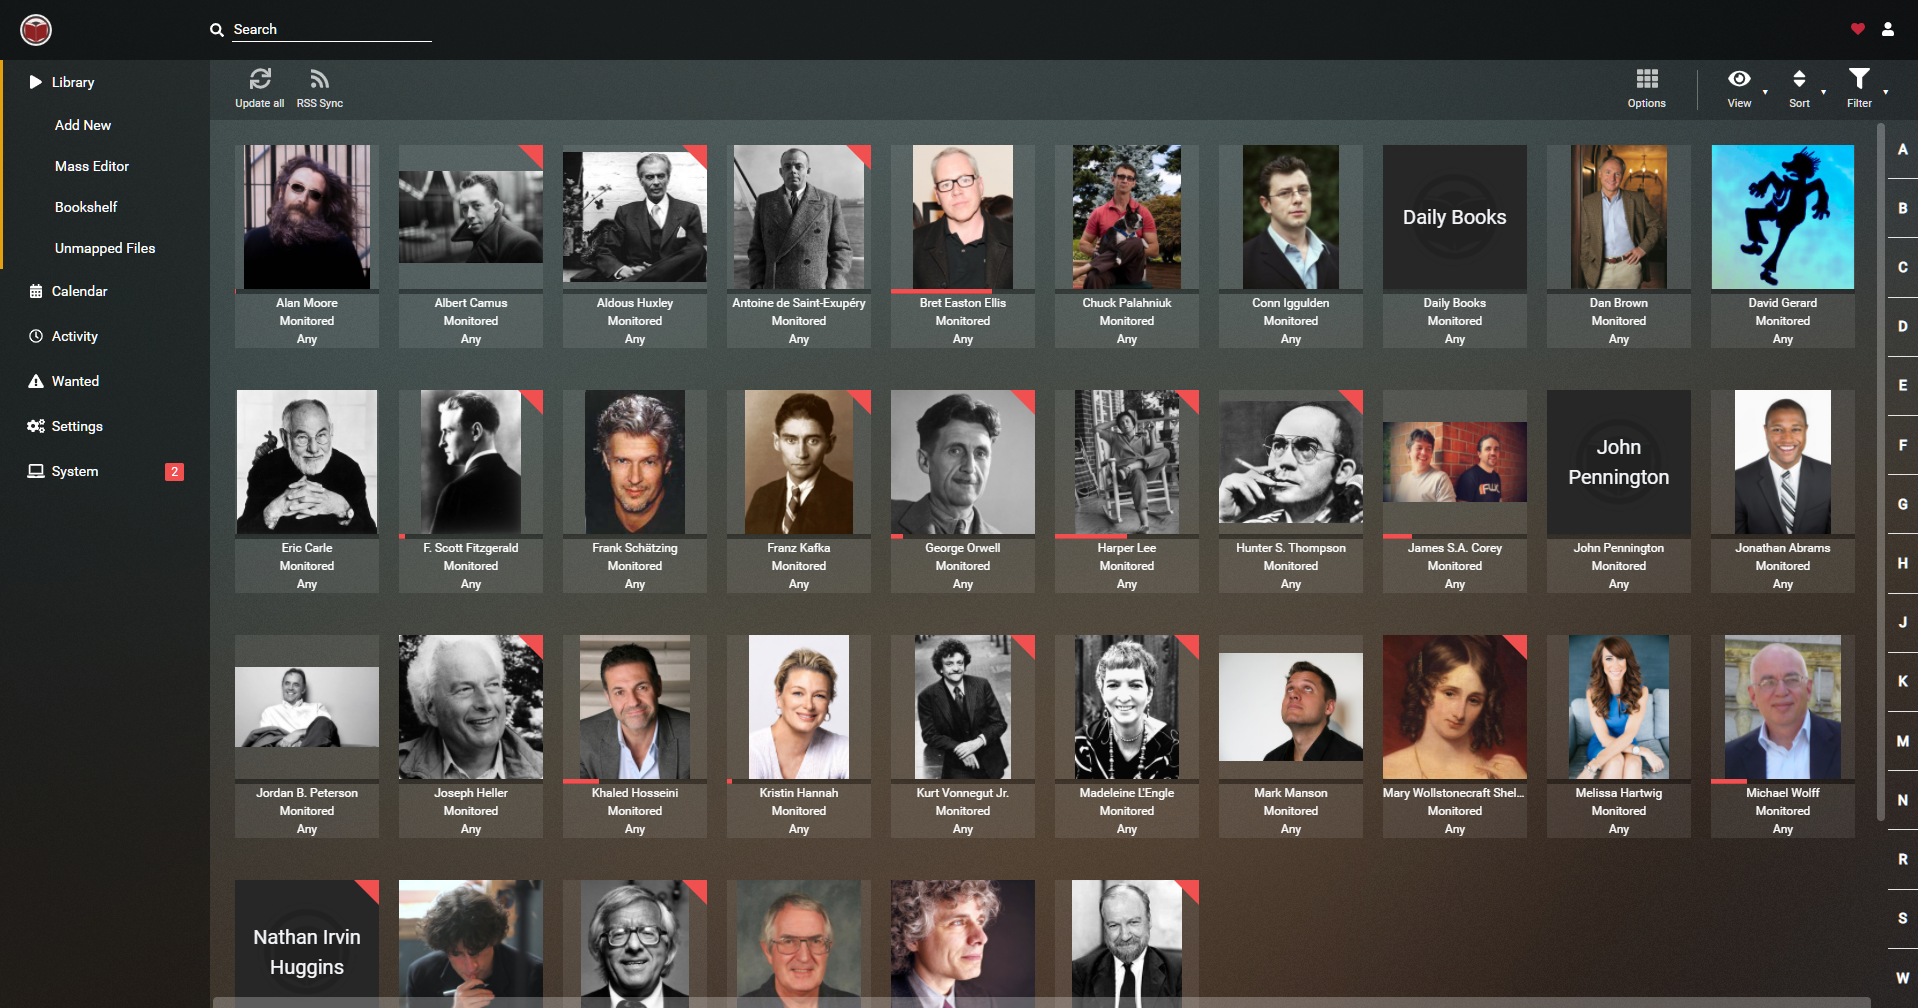 Search
Library
Add New
Mass Editor
Bookshelf
Unmapped Files
Calendar
Activity
Wanted
Settings
System
2
Update all
RSS Sync
Options
View
Sort
Filter
Daily Books
Alan Moore
Monitored
Any
Albert Camus
Monitored
Any
Aldous Huxley
Monitored
Any
Antoine de Saint-Exupéry
Monitored
Any
Bret Easton Ellis
Monitored
Any
Chuck Palahniuk
Monitored
Any
Conn Iggulden
Monitored
Any
Daily Books
Monitored
Any
Dan Brown
Monitored
Any
David Gerard
Monitored
Any
John
Pennington
Eric Carle
Monitored
Any
F. Scott Fitzgerald
Monitored
Any
Frank Schätzing
Monitored
Any
Franz Kafka
Monitored
Any
George Orwell
Monitored
Any
Harper Lee
Monitored
Any
Hunter S. Thompson
Monitored
Any
James S.A. Corey
Monitored
Any
John Pennington
Monitored
Any
Jonathan Abrams
Monitored
Any
Jordan B. Peterson
Monitored
Any
Joseph Heller
Monitored
Any
Khaled Hosseini
Monitored
Any
Kristin Hannah
Monitored
Any
Kurt Vonnegut Jr.
Monitored
Any
Madeleine L'Engle
Monitored
Any
Mark Manson
Monitored
Any
Mary Wollstonecraft Shel...
Monitored
Any
Melissa Hartwig
Monitored
Any
Michael Wolff
Monitored
Any
Nathan Irvin
Huggins
A
B
C
D
E
F
G
H
J
K
M
N
R
S
W